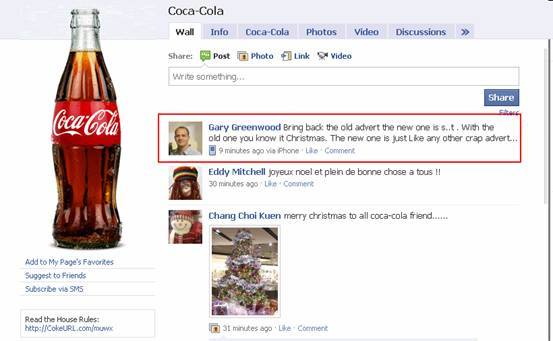 Coca-Cola
Wall Info Coca-Cola Photos Video Discussions »
Share: Post Photo Link Video
Write something...
Share
Filters
Gary Greenwood Bring back the old advert the new one is s..t . With the
old one you know it Christmas. The new one is just Like any other crap advert...
9 minutes ago via iPhone · Like · Comment
Eddy Mitchell joyeux noel et plein de bonne chose a tous !!
30 minutes ago · Like · Comment
Chang Choi Kuen merry christmas to all coca-cola friend......
31 minutes ago · Like · Comment
Coca-Cola
Add to My Page's Favorites
Suggest to Friends
Subscribe via SMS
Read the House Rules:
http://CokeURL.com/muwx